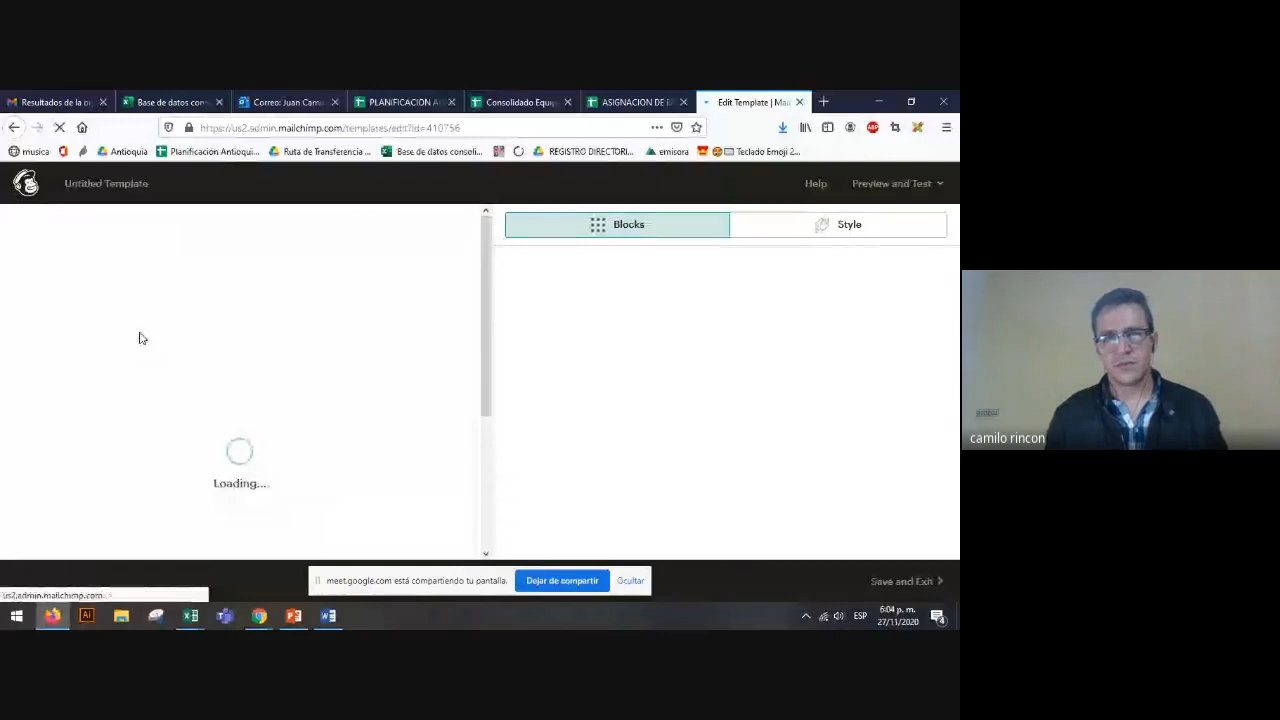 Resultados de la p
Base de datos con
Correo: Juan Cama
PLANIFICACION A
Consolidado Equip
ASIGNACION DE E
Edit Template | Mai
https://us2.admin.mailchimp.com/templates/edit?id=410756
musica
Antioquia
Planificación Antioqui...
Ruta de Transferencia ...
Base de datos consoli...
REGISTRO DIRECTORI...
emisora
Teclado Emoji 2...
Untitled Template
Help
Preview and Test
Blocks
Style
Loading....
camilo rincon
meet.google.com está compartiendo tu pantalla.
Dejar de compartir
Ocultar
Save and Exit
us2.admin.mailchimp.com...
ESP
6:04 p. m.
27/11/2020
4